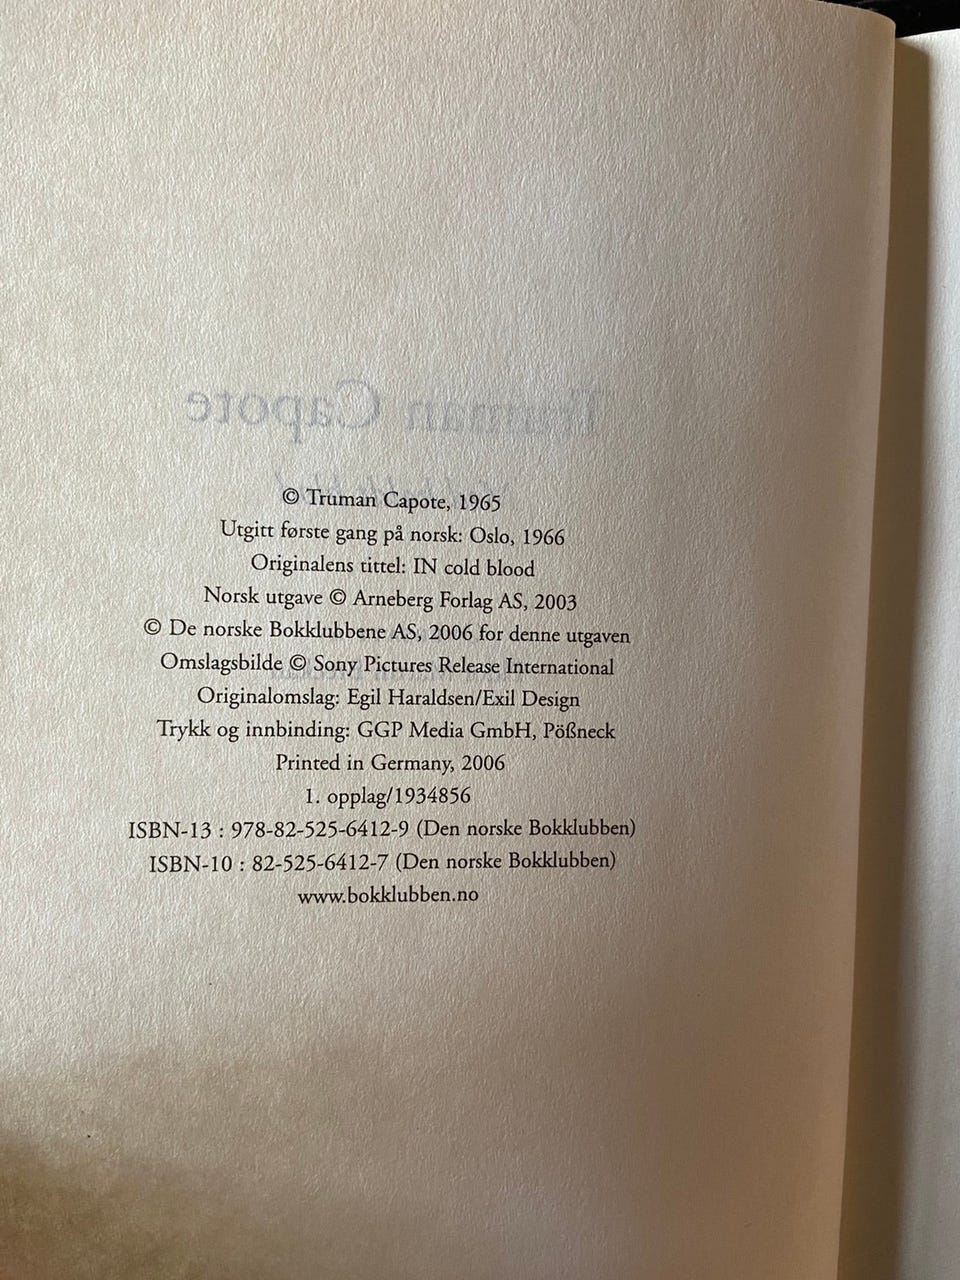 Truman Capote
© Truman Capote, 1965
Utgitt første gang på norsk: Oslo, 1966
Originalens tittel: IN cold blood
Norsk utgave © Arneberg Forlag AS, 2003
© De norske Bokklubbene AS, 2006 for denne utgaven
Omslagsbilde © Sony Pictures Release International
Originalomslag: Egil Haraldsen/Exil Design
Trykk og innbinding: GGP Media GmbH, Pößneck
Printed in Germany, 2006
1. opplag/1934856
ISBN-13 : 978-82-525-6412-9 (Den norske Bokklubben)
ISBN-10 : 82-525-6412-7 (Den norske Bokklubben)
www.bokklubben.no